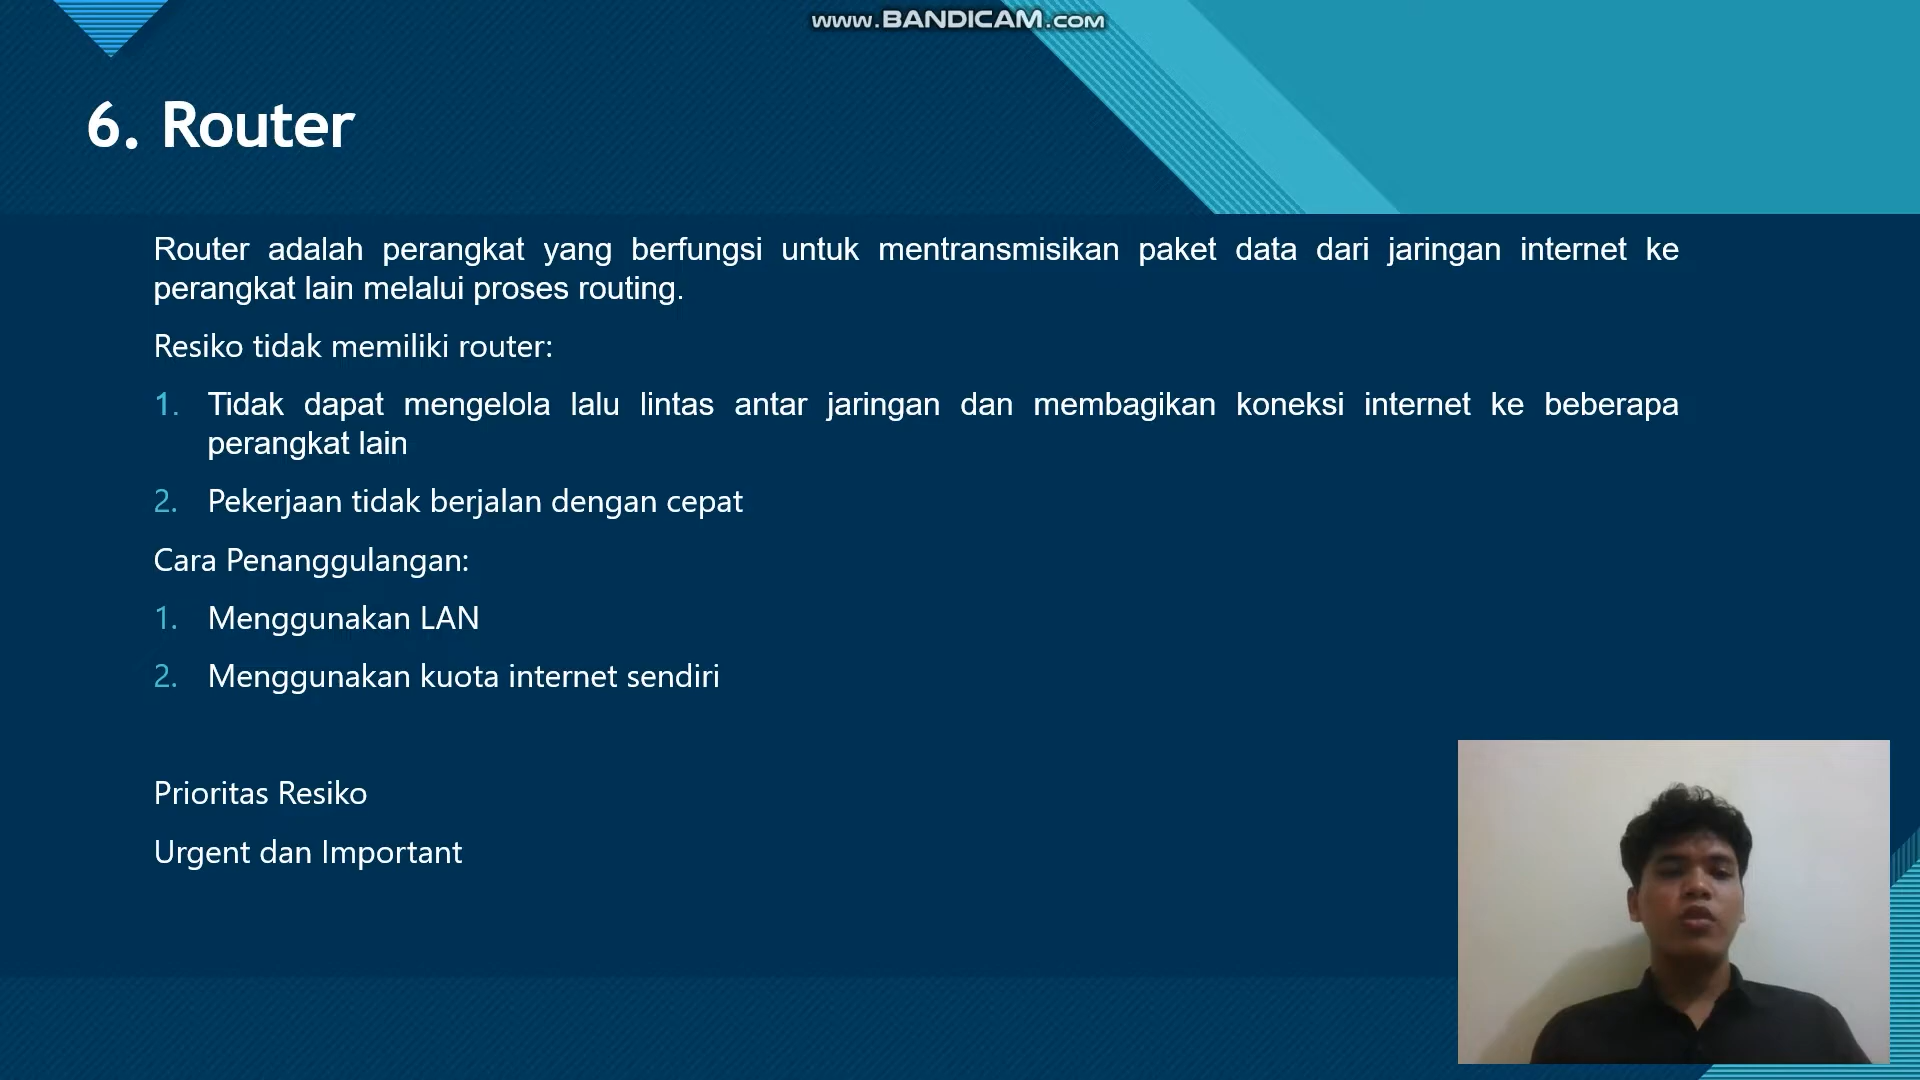 www.BANDICAM.com
6. Router
Router adalah perangkat yang berfungsi untuk mentransmisikan paket data dari jaringan internet ke
perangkat lain melalui proses routing.
Resiko tidak memiliki router:
1. Tidak dapat mengelola lalu lintas antar jaringan dan membagikan koneksi internet ke beberapa
perangkat lain
2. Pekerjaan tidak berjalan dengan cepat
Cara Penanggulangan:
1. Menggunakan LAN
2. Menggunakan kuota internet sendiri
Prioritas Resiko
Urgent dan Important